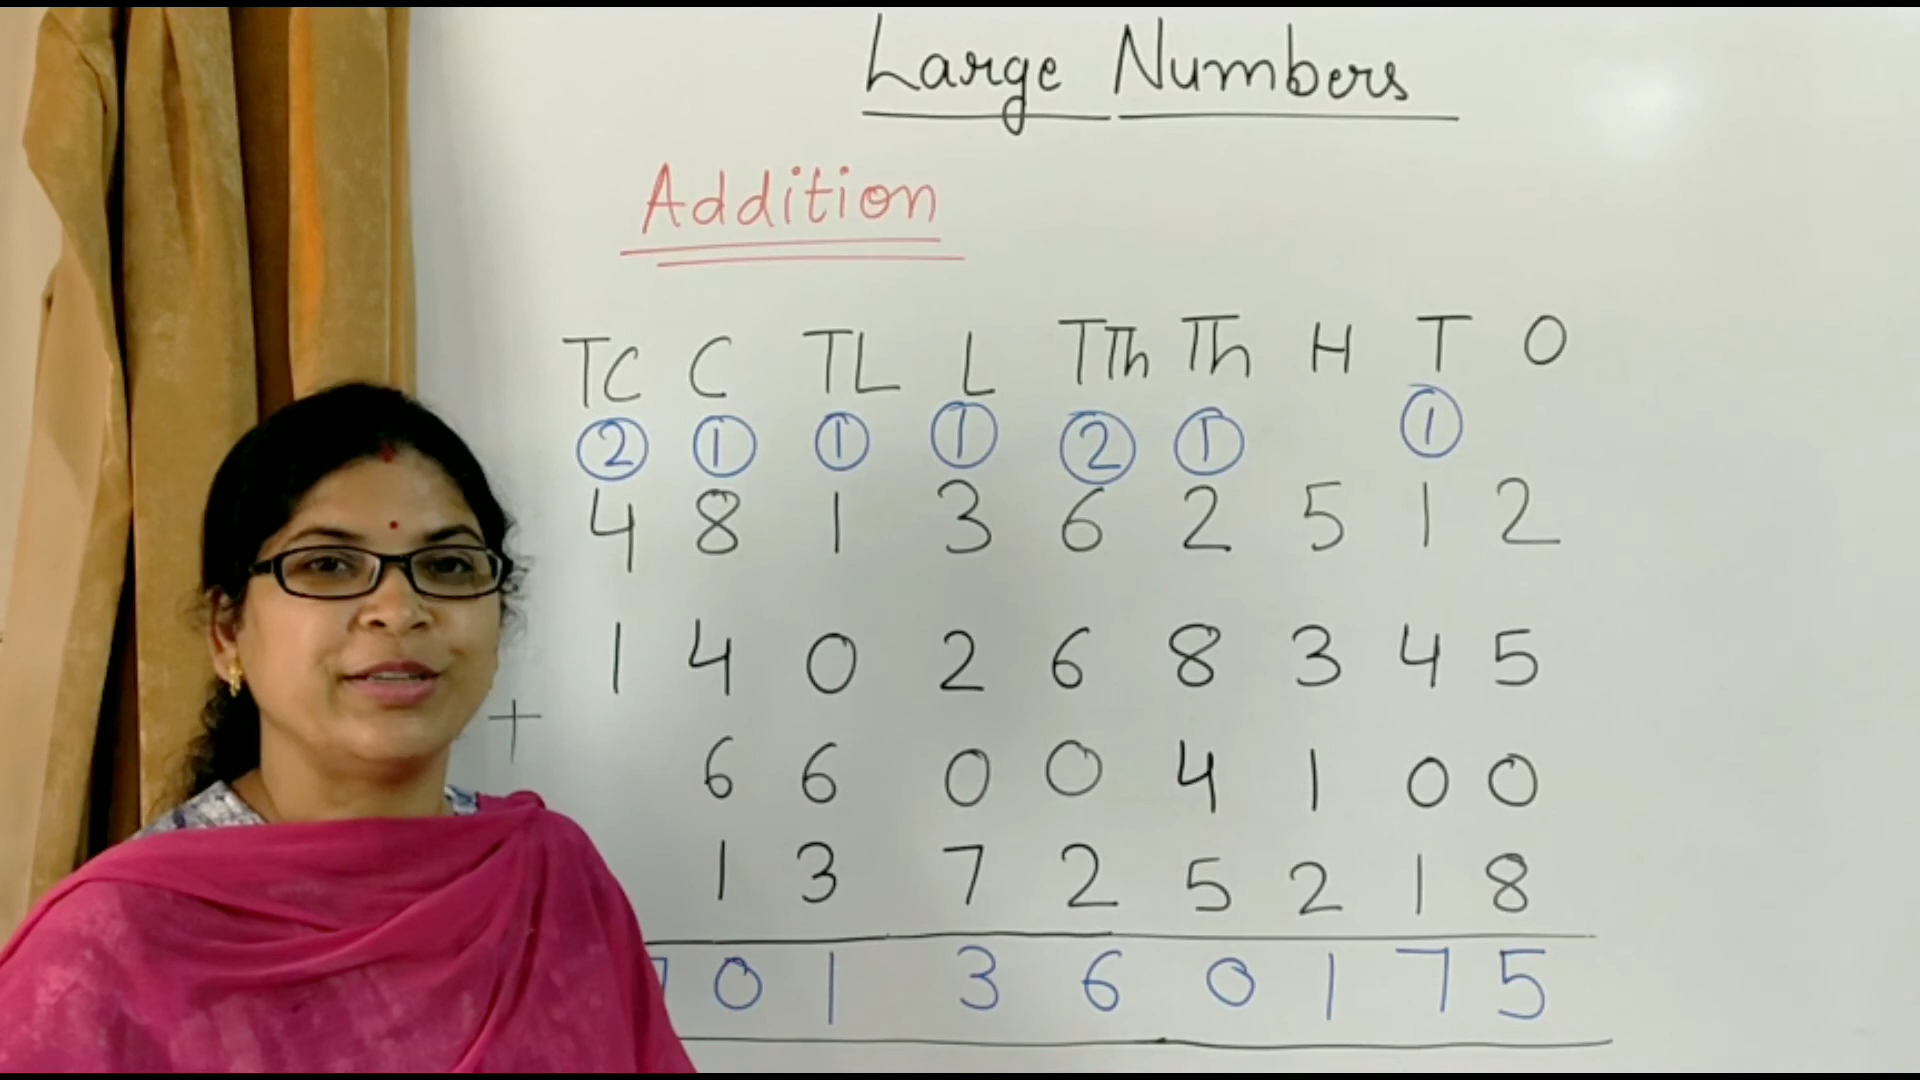 Large Numbers
Addition
TC C TL L TTh Th H T O
2 1 1 1 2 1 1
4 8 1 3 6 2 5 1 2
1 4 0 2 6 8 3 4 5
+
6 6 0 0 4 1 0 0
1 3 7 2 5 2 1 8
7 0 1 3 6 0 1 7 5